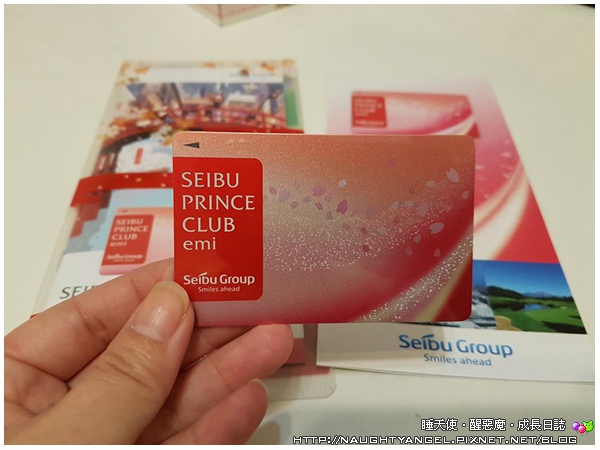 SEIBU
PRINCE
CLUB
emi
Seibu Group
Smiles ahead
SEIBU
PRINCE
CLUB
emi
Seibu Group
Smiles ahead
睡天使‧醒惡魔‧成長日誌
HTTP://NAUGHTYANGEL.PIXNET.NET/BLOG